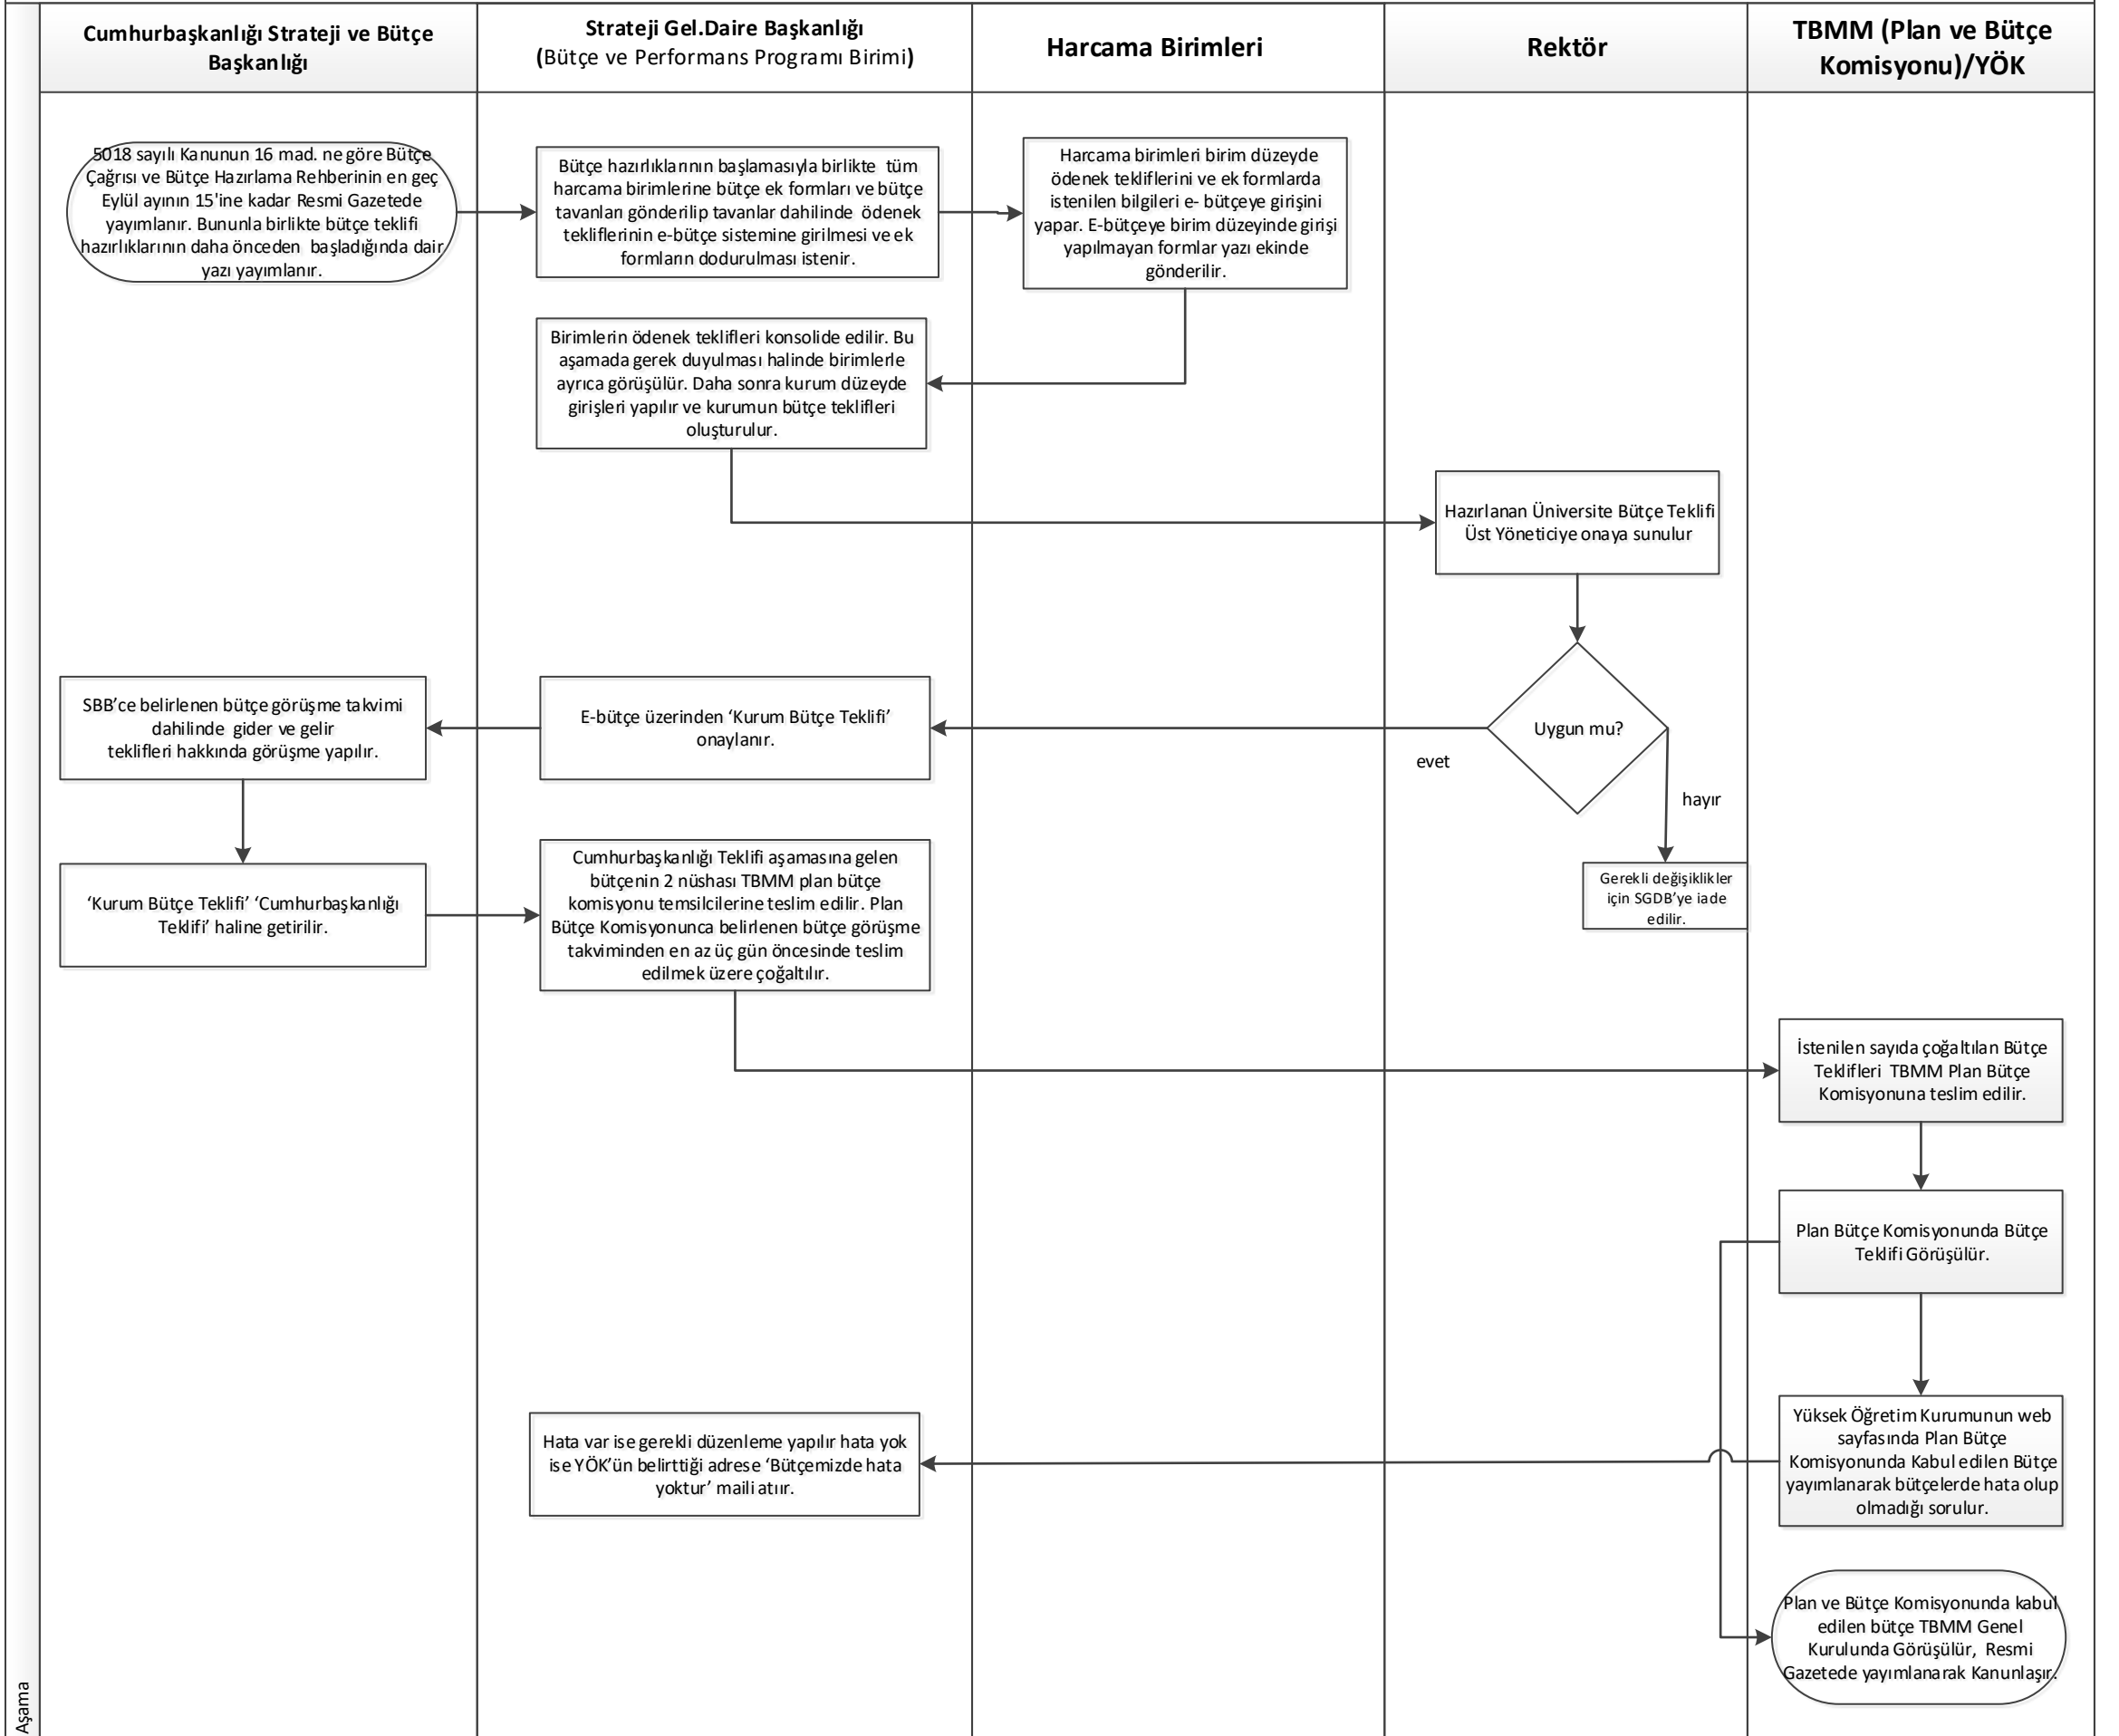 Cumhurbaşkanlığı Strateji ve Bütçe
Başkanlığı
Strateji Gel.Daire Başkanlığı
(Bütçe ve Performans Programı Birimi)
Harcama Birimleri
Rektör
TBMM (Plan ve Bütçe
Komisyonu)/YÖK
5018 sayılı Kanunun 16 mad. ne göre Bütçe
Çağrısı ve Bütçe Hazırlama Rehberinin en geç
Eylül ayının 15'ine kadar Resmi Gazetede
yayımlanır. Bununla birlikte bütçe teklifi
hazırlıklarının daha önceden başladığında dair
yazı yayımlanır.
Bütçe hazırlıklarının başlamasıyla birlikte tüm
harcama birimlerine bütçe ek formları ve bütçe
tavanları gönderilip tavanlar dahilinde ödenek
tekliflerinin e-bütçe sistemine girilmesi ve ek
formların dodurulması istenir.
Harcama birimleri birim düzeyde
ödenek tekliflerini ve ek formlarda
istenilen bilgileri e- bütçeye girişini
yapar. E-bütçeye birim düzeyinde girişi
yapılmayan formlar yazı ekinde
gönderilir.
Birimlerin ödenek teklifleri konsolide edilir. Bu
aşamada gerek duyulması halinde birimlerle
ayrıca görüşülür. Daha sonra kurum düzeyde
girişleri yapılır ve kurumun bütçe teklifleri
oluşturulur.
Hazırlanan Üniversite Bütçe Teklifi
Üst Yöneticiye onaya sunulur
Uygun mu?
evet
hayır
E-bütçe üzerinden ‘Kurum Bütçe Teklifi’
onaylanır.
SBB’ce belirlenen bütçe görüşme takvimi
dahilinde gider ve gelir
teklifleri hakkında görüşme yapılır.
Gerekli değişiklikler
için SGDB’ye iade
edilir.
‘Kurum Bütçe Teklifi’ ‘Cumhurbaşkanlığı
Teklifi’ haline getirilir.
Cumhurbaşkanlığı Teklifi aşamasına gelen
bütçenin 2 nüshası TBMM plan bütçe
komisyonu temsilcilerine teslim edilir. Plan
Bütçe Komisyonunca belirlenen bütçe görüşme
takviminden en az üç gün öncesinde teslim
edilmek üzere çoğaltılır.
İstenilen sayıda çoğaltılan Bütçe
Teklifleri TBMM Plan Bütçe
Komisyonuna teslim edilir.
Plan Bütçe Komisyonunda Bütçe
Teklifi Görüşülür.
Yüksek Öğretim Kurumunun web
sayfasında Plan Bütçe
Komisyonunda Kabul edilen Bütçe
yayımlanarak bütçelerde hata olup
olmadığı sorulur.
Hata var ise gerekli düzenleme yapılır hata yok
ise YÖK’ün belirttiği adrese ‘Bütçemizde hata
yoktur’ maili atıır.
Plan ve Bütçe Komisyonunda kabul
edilen bütçe TBMM Genel
Kurulunda Görüşülür, Resmi
Gazetede yayımlanarak Kanunlaşır.
Aşama